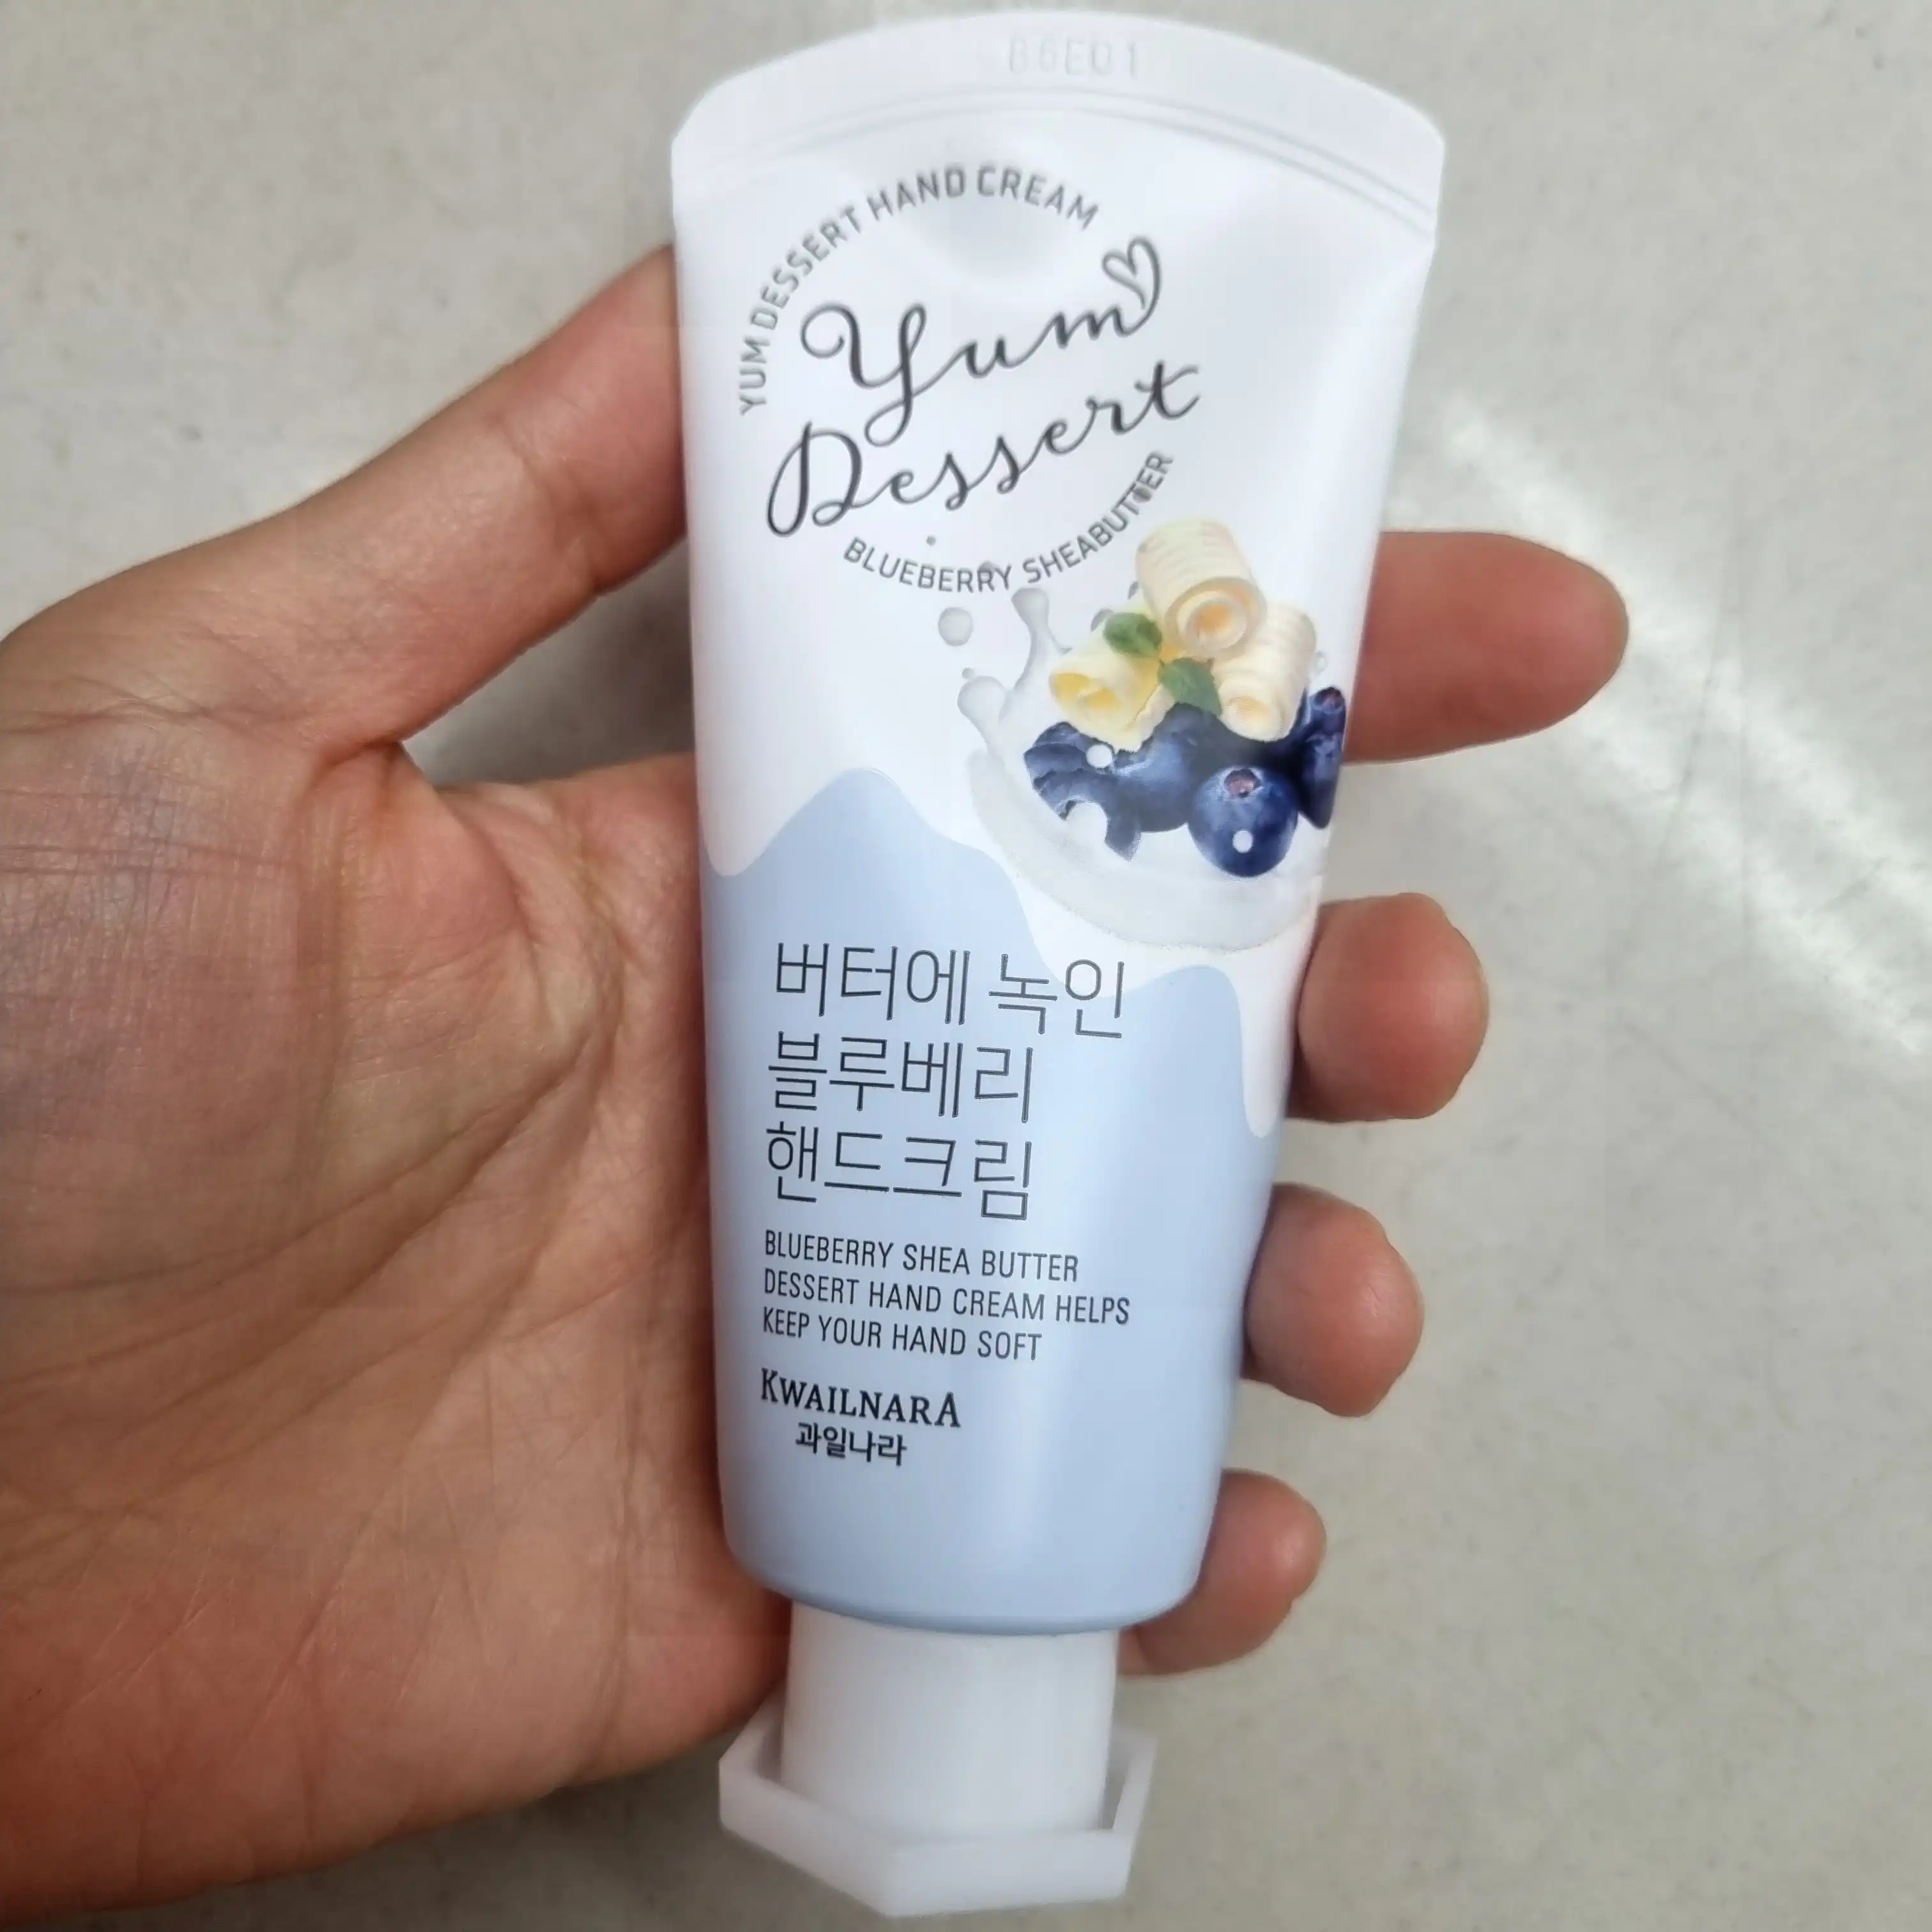 B6E01
YUM DESSERT HAND CREAM
Yum
Dessert
BLUEBERRY SHEABUTTER
버터에 녹인
블루베리
핸드크림
BLUEBERRY SHEA BUTTER
DESSERT HAND CREAM HELPS
KEEP YOUR HAND SOFT
KWAILNARA
과일나라